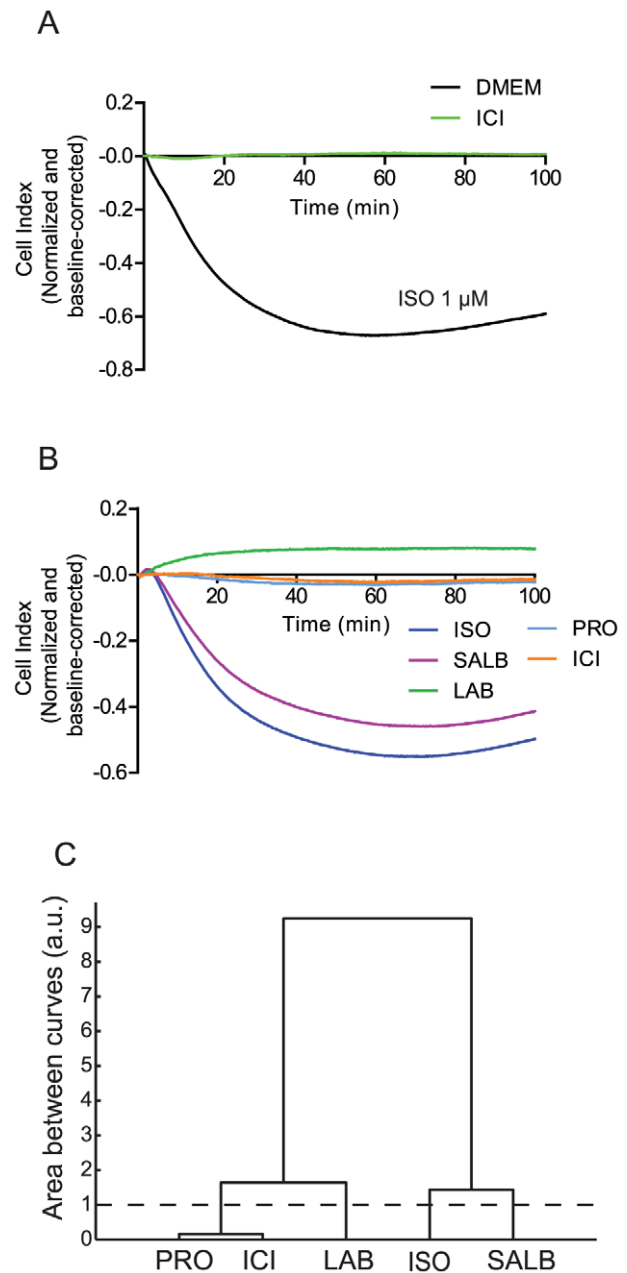 A
DMEM
ICI
0.2
-0.0
-0.2
-0.4
-0.6
-0.8
20 40 60 80 100
Time (min)
Cell Index
(Normalized and
baseline-corrected)
ISO 1 µM
B
0.2
-0.0
-0.2
-0.4
-0.6
20 40 60 80 100
Time (min)
Cell Index
(Normalized and
baseline-corrected)
ISO PRO
SALB ICI
LAB
C
Area between curves (a.u.)
9
8
7
6
5
4
3
2
1
0
PRO ICI LAB ISO SALB